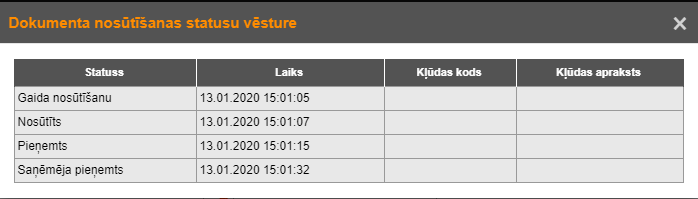 Dokumenta nosūtīšanas statusu vēsture
Statuss Laiks Kļūdas kods Kļūdas apraksts
Gaida nosūtīšanu 13.01.2020 15:01:05
Nosūtīts 13.01.2020 15:01:07
Pieņemts 13.01.2020 15:01:15
Saņēmēja pieņemts 13.01.2020 15:01:32